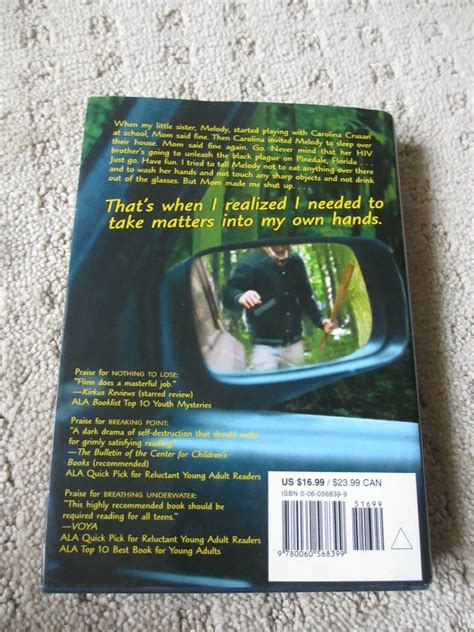 When my little sister, Melody, started playing with Carolina Crusan
at school, Mom said fine. Then Carolina invited Melody to sleep over
their house. Mom said fine again. Go. Never mind that her HIV
brother's going to unleash the black plague on Pinedale, Florida . . .
Just go. Have fun. I tried to tell Melody not to eat anything over there
and to wash her hands and not touch any sharp objects and not drink
out of the glasses. But Mom made me shut up. . . .
That's when I realized I needed to
take matters into my own hands.
Praise for NOTHING TO LOSE:
"Flinn does a masterful job."
—Kirkus Reviews (starred review)
ALA Booklist Top 10 Youth Mysteries
Praise for BREAKING POINT:
"A dark drama of self-destruction that should make
for grimly satisfying reading."
—The Bulletin of the Center for Children's
Books (recommended)
ALA Quick Pick for Reluctant Young Adult Readers
Praise for BREATHING UNDERWATER:
"This highly recommended book should be
required reading for all teens."
—VOYA
ALA Quick Pick for Reluctant Young Adult Readers
ALA Top 10 Best Book for Young Adults
US $16.99 / $23.99 CAN
ISBN 0-06-056839-9
51699
9 780060 568399